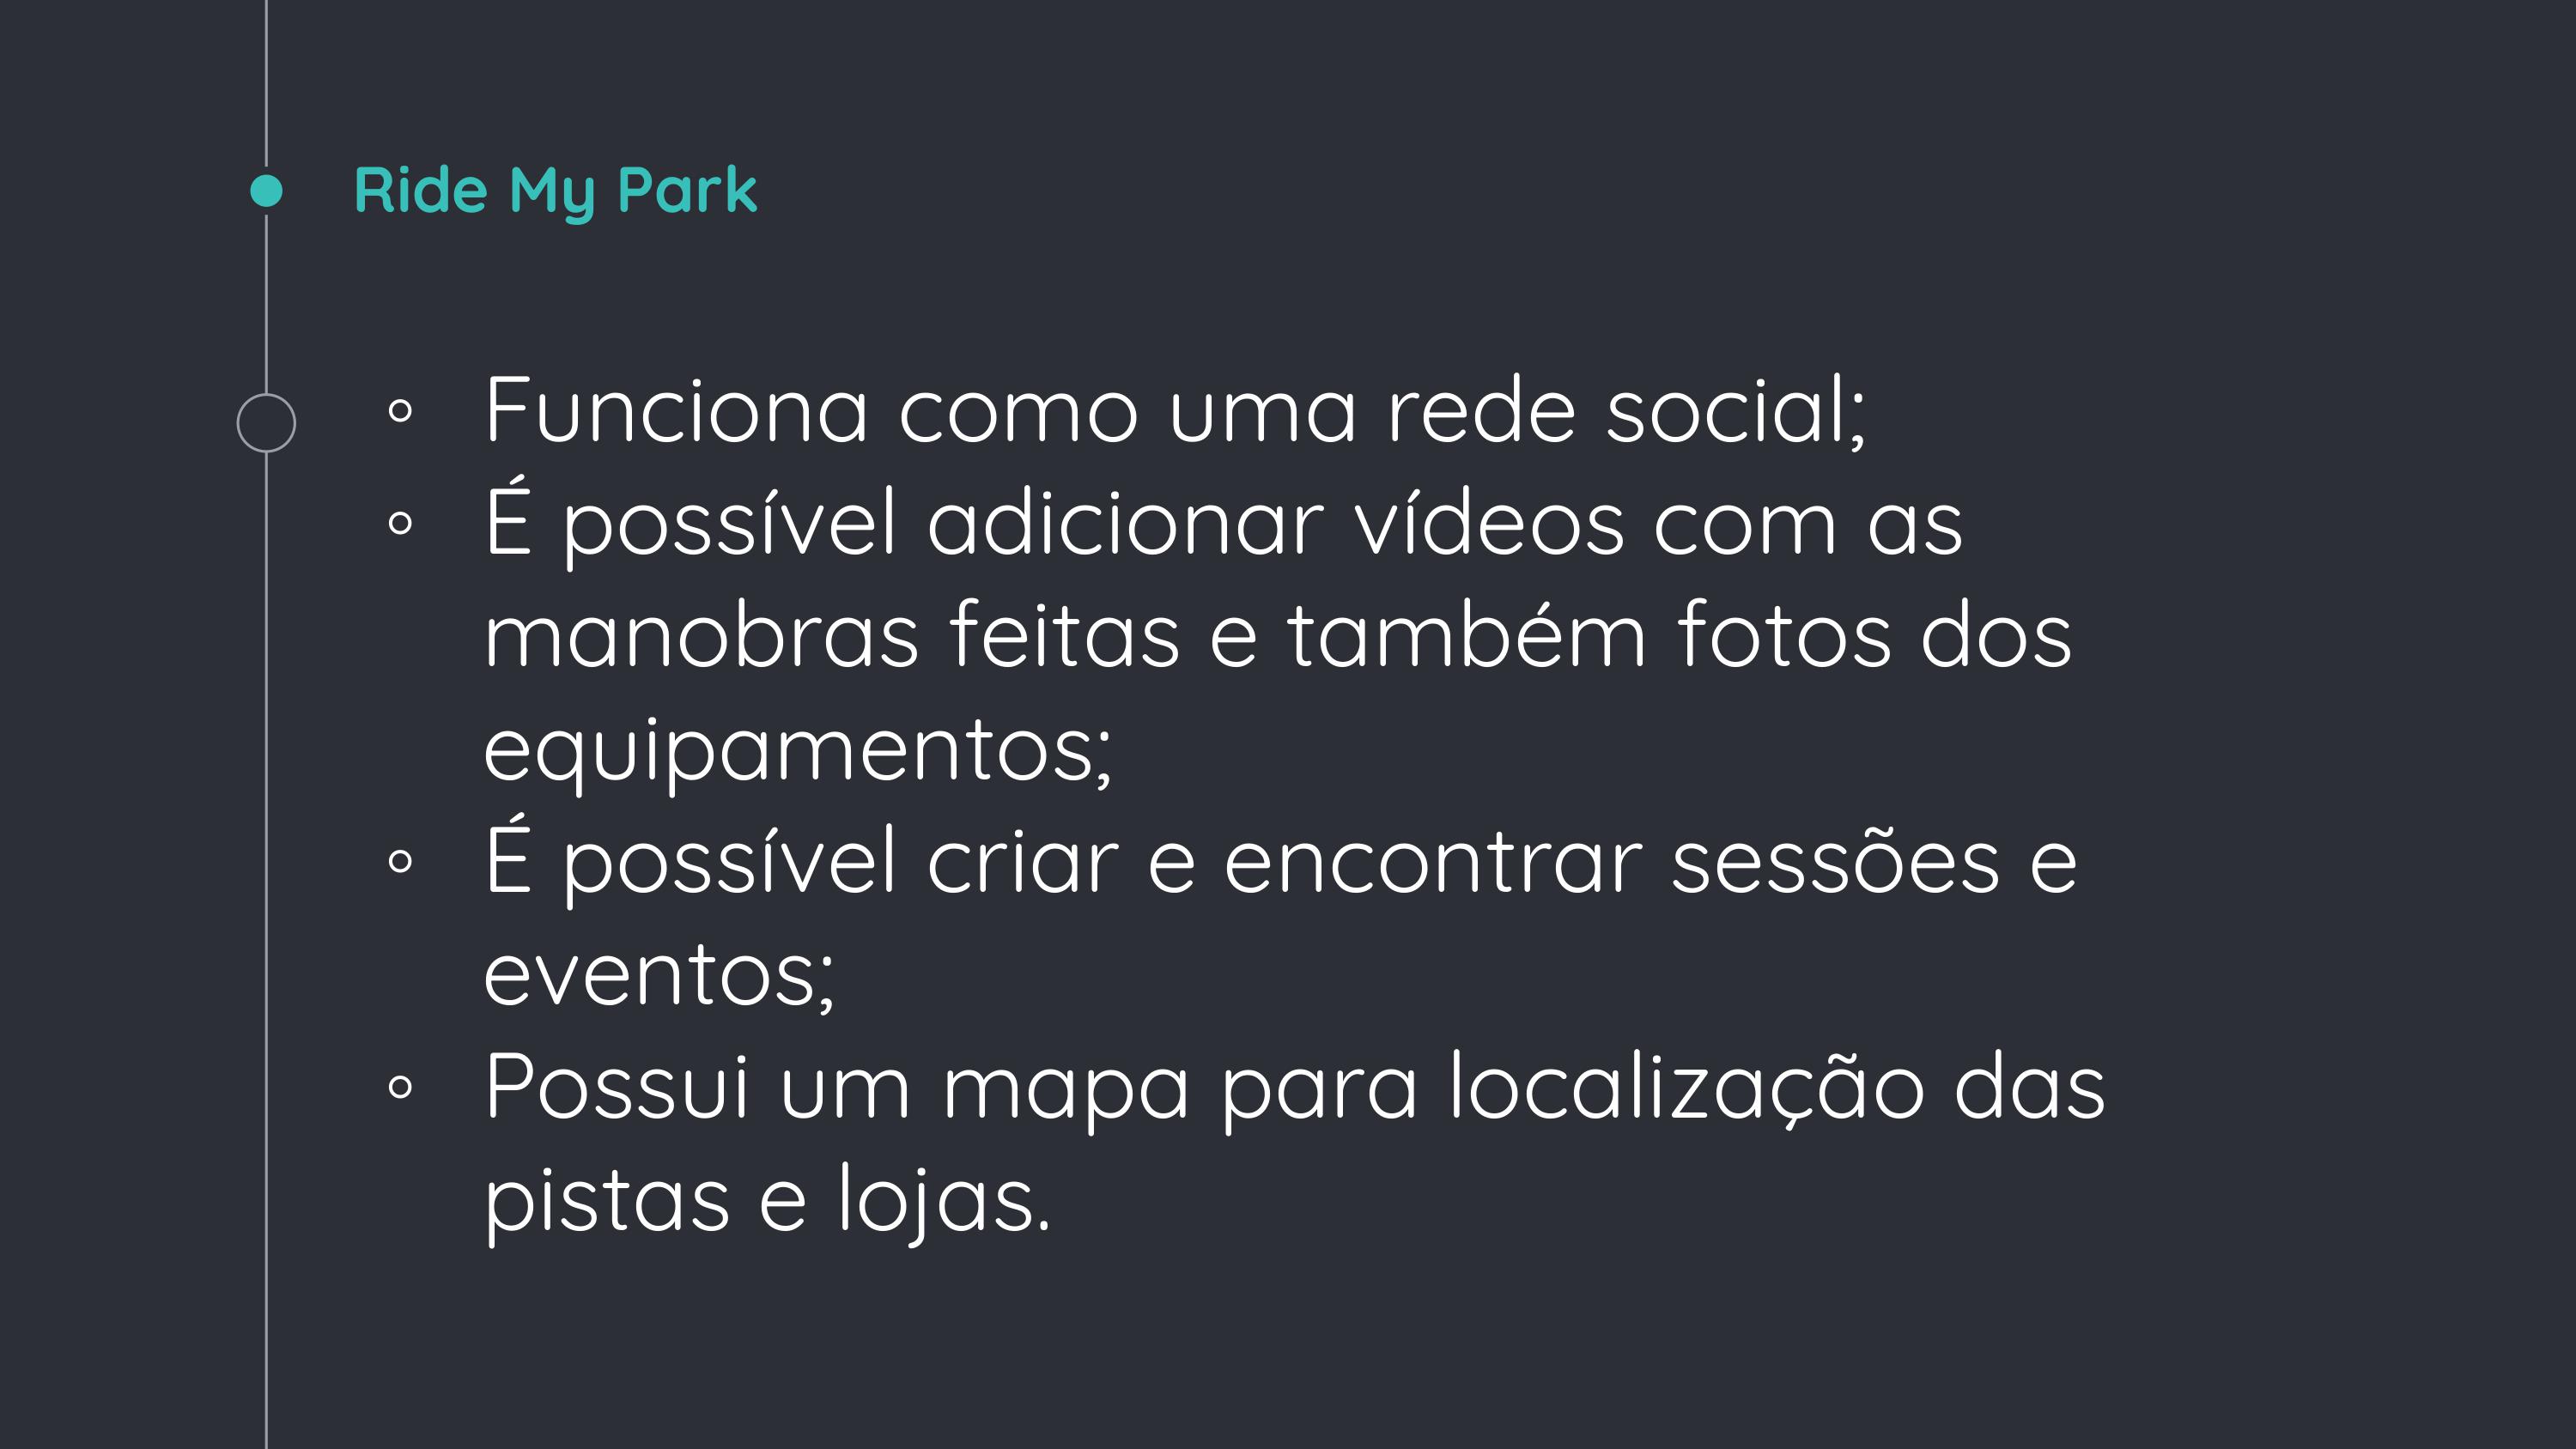 Ride My Park
Funciona como uma rede social;
É possível adicionar vídeos com as
manobras feitas e também fotos dos
equipamentos;
É possível criar e encontrar sessões e
eventos;
Possui um mapa para localização das
pistas e lojas.